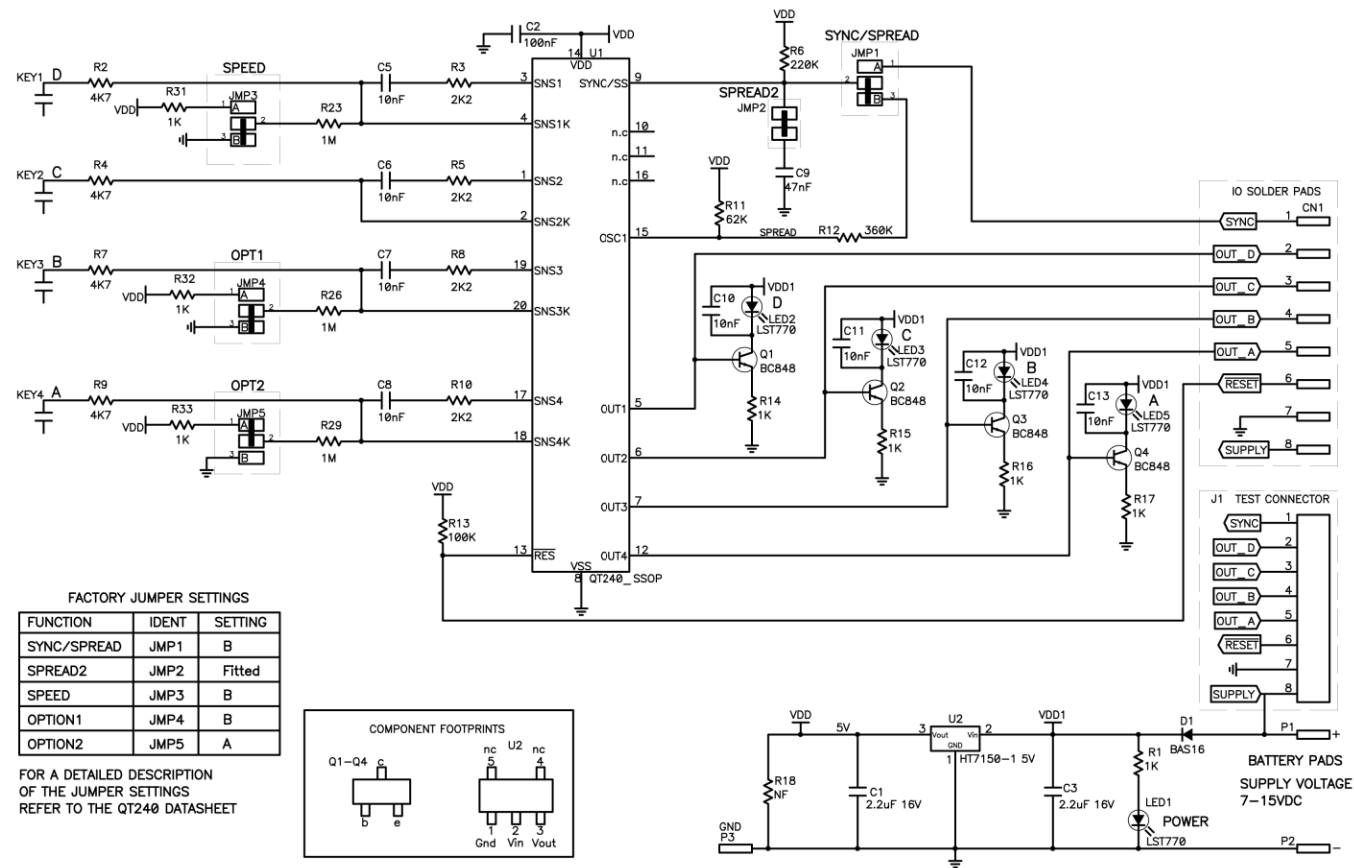 VDD
C2
100nF
VDD
14 U1
VDD
SYNC/SPREAD
R6
220K
JMP1
A 1
2
B 3
KEY1 D
R2
4K7
SPEED
C5
10nF
R3
2K2
3 SNS1
SYNC/SS 9
SPREAD2
JMP2
VDD
R31
1K
JMP3
1 A
2
3 B
R23
1M
4 SNS1K
n.c 10
n.c 11
n.c 16
C9
47nF
KEY2 C
R4
4K7
C6
10nF
R5
2K2
1 SNS2
2 SNS2K
VDD
R11
62K
OSC1 15
SPREAD
R12 360K
KEY3 B
R7
4K7
OPT1
C7
10nF
R8
2K2
19 SNS3
VDD
R32
1K
JMP4
1 A
2
3 B
R26
1M
20 SNS3K
KEY4 A
R9
4K7
OPT2
C8
10nF
R10
2K2
17 SNS4
VDD
R33
1K
JMP5
1 A
2
3 B
R29
1M
18 SNS4K
OUT1 5
OUT2 6
OUT3 7
OUT4 12
VDD
R13
100K
13 RES
VSS
8 QT240_SSOP
C10
10nF
VDD1
D
LED2
LST770
Q1
BC848
R14
1K
C11
10nF
VDD1
C
LED3
LST770
Q2
BC848
R15
1K
C12
10nF
VDD1
B
LED4
LST770
Q3
BC848
R16
1K
C13
10nF
VDD1
A
LED5
LST770
Q4
BC848
R17
1K
IO SOLDER PADS
CN1
SYNC 1
OUT_D 2
OUT_C 3
OUT_B 4
OUT_A 5
RESET 6
7
SUPPLY 8
J1 TEST CONNECTOR
SYNC 1
OUT_D 2
OUT_C 3
OUT_B 4
OUT_A 5
RESET 6
7
SUPPLY 8
FACTORY JUMPER SETTINGS
FUNCTION IDENT SETTING
SYNC/SPREAD JMP1 B
SPREAD2 JMP2 Fitted
SPEED JMP3 B
OPTION1 JMP4 B
OPTION2 JMP5 A
FOR A DETAILED DESCRIPTION
OF THE JUMPER SETTINGS
REFER TO THE QT240 DATASHEET
COMPONENT FOOTPRINTS
Q1-Q4 c
b e
nc U2 nc
5 4
1 2 3
Gnd Vin Vout
VDD
5V
U2
3 Vout Vin 2
GND
1 HT7150-1 5V
VDD1
D1
BAS16
P1 +
R18
NF
C1
2.2uF 16V
C3
2.2uF 16V
R1
1K
LED1
POWER
LST770
BATTERY PADS
SUPPLY VOLTAGE
7-15VDC
GND
P3
P2 -